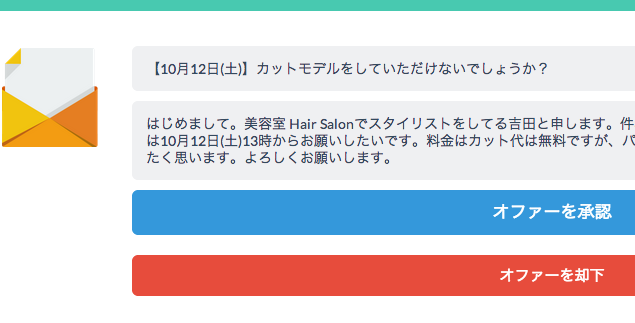 【10月12日(土)】カットモデルをしていただけないでしょうか？
はじめまして。美容室 Hair Salonでスタイリストをしてる吉田と申します。件
は10月12日(土)13時からお願いしたいです。料金はカット代は無料ですが、パ
たく思います。よろしくお願いします。
オファーを承認
オファーを却下